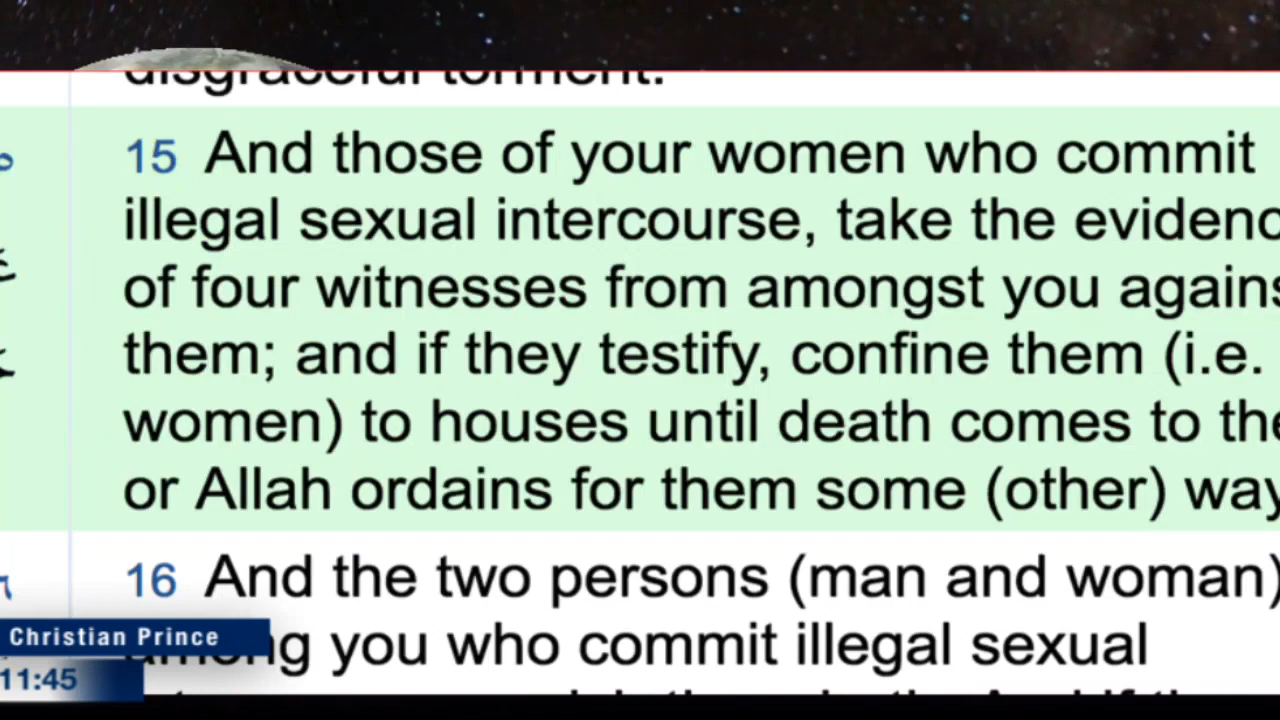 disgraceful torment.
15 And those of your women who commit
illegal sexual intercourse, take the evidenc
of four witnesses from amongst you agains
them; and if they testify, confine them (i.e.
women) to houses until death comes to the
or Allah ordains for them some (other) way
16 And the two persons (man and woman)
among you who commit illegal sexual
Christian Prince
11:45